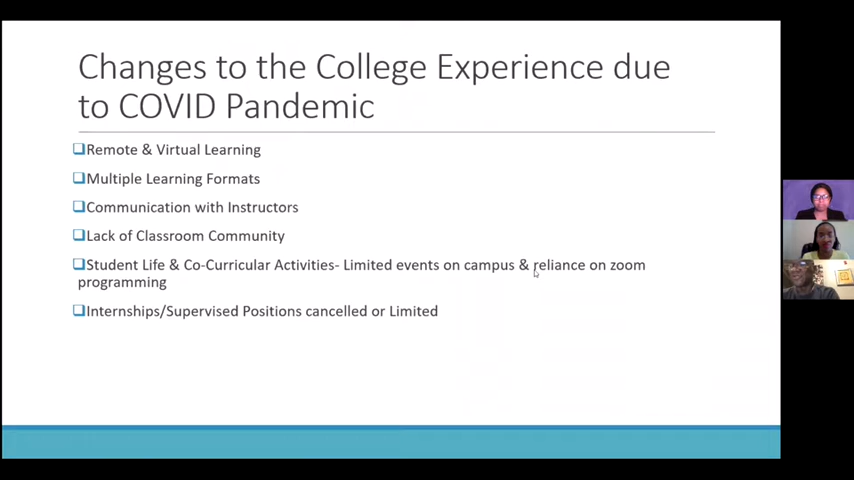 Changes to the College Experience due
to COVID Pandemic
❑Remote & Virtual Learning
❑Multiple Learning Formats
❑Communication with Instructors
❑Lack of Classroom Community
❑Student Life & Co-Curricular Activities- Limited events on campus & reliance on zoom
programming
❑Internships/Supervised Positions cancelled or Limited